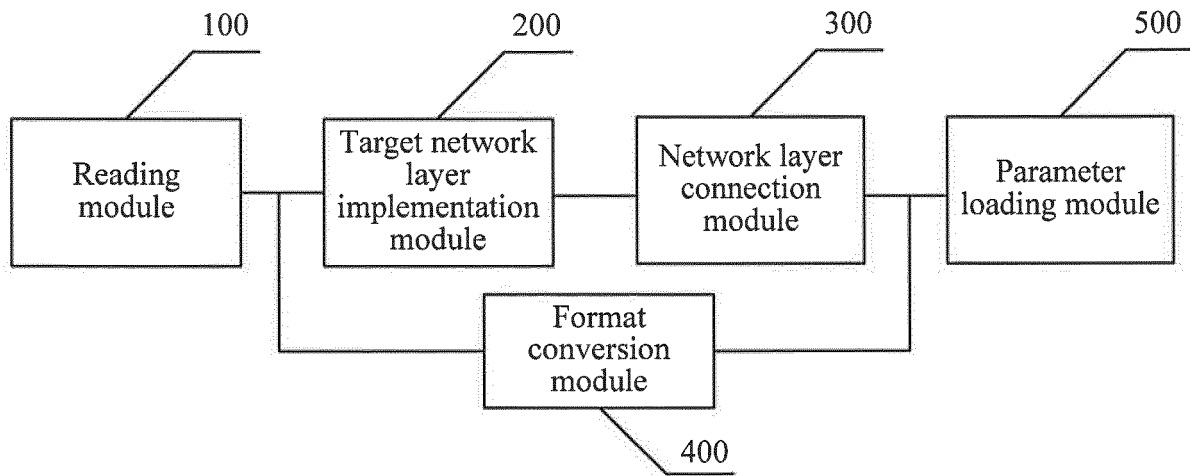 100
200
300
500
Reading
module
Target network
layer
implementation
module
Network layer
connection
module
Parameter
loading module
Format
conversion
module
400